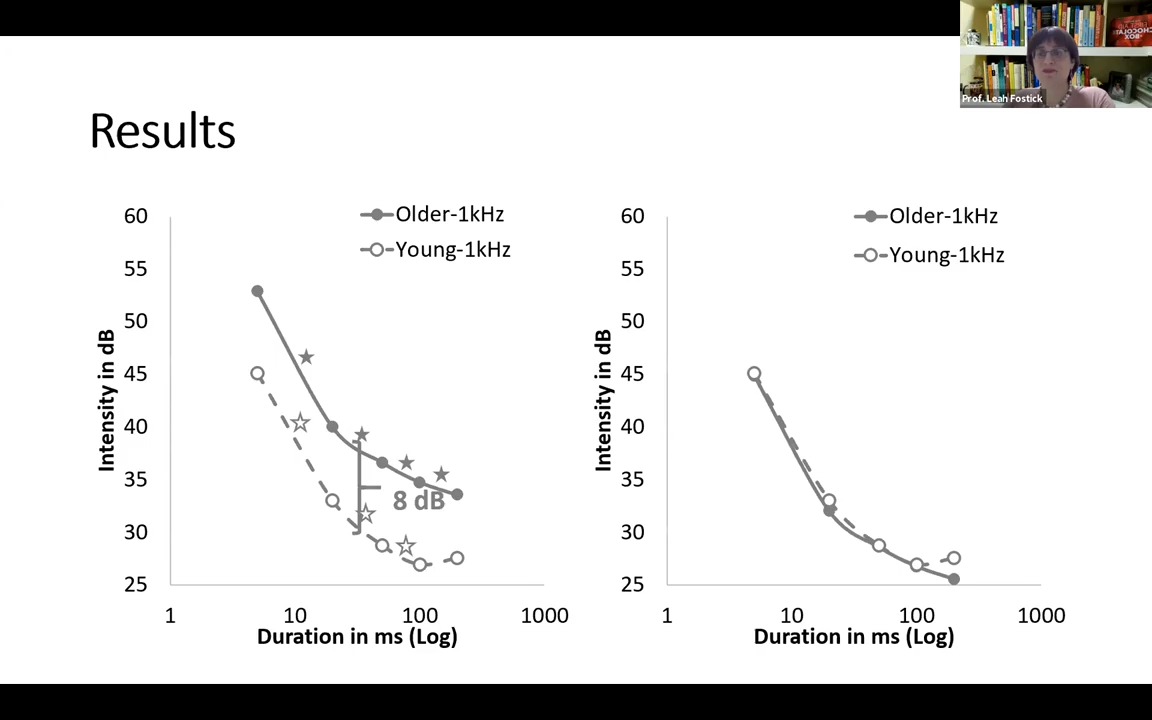 Prof. Leah Fostick
Results
60
55
50
45
40
35
30
25
1
10
100
1000
Intensity in dB
Duration in ms (Log)
Older-1kHz
Young-1kHz
8 dB
60
55
50
45
40
35
30
25
1
10
100
1000
Intensity in dB
Duration in ms (Log)
Older-1kHz
Young-1kHz